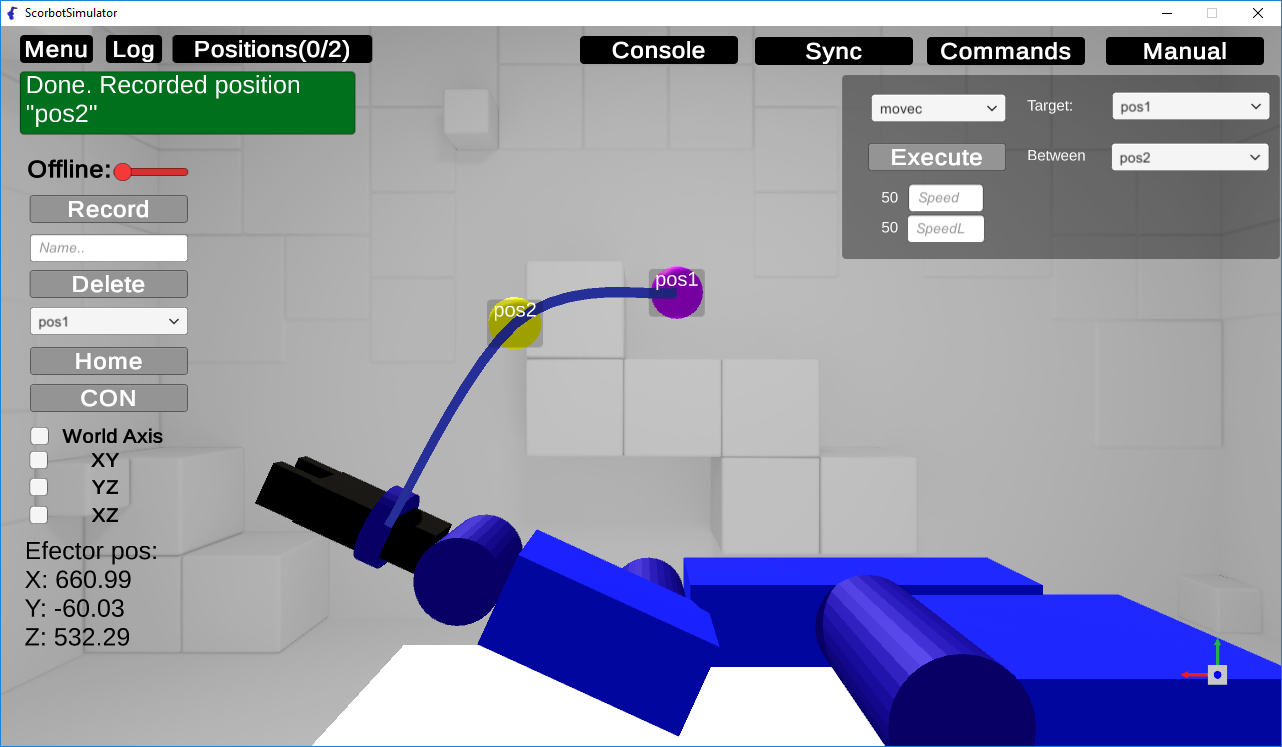 ScorbotSimulator
Menu
Log
Positions(0/2)
Console
Sync
Commands
Manual
Done. Recorded position
"pos2"
movec
Target:
pos1
Execute
Between
pos2
50
Speed
50
SpeedL
Offline:
Record
Name..
Delete
pos1
Home
CON
World Axis
XY
YZ
XZ
Efector pos:
X: 660.99
Y: -60.03
Z: 532.29
pos1
pos2